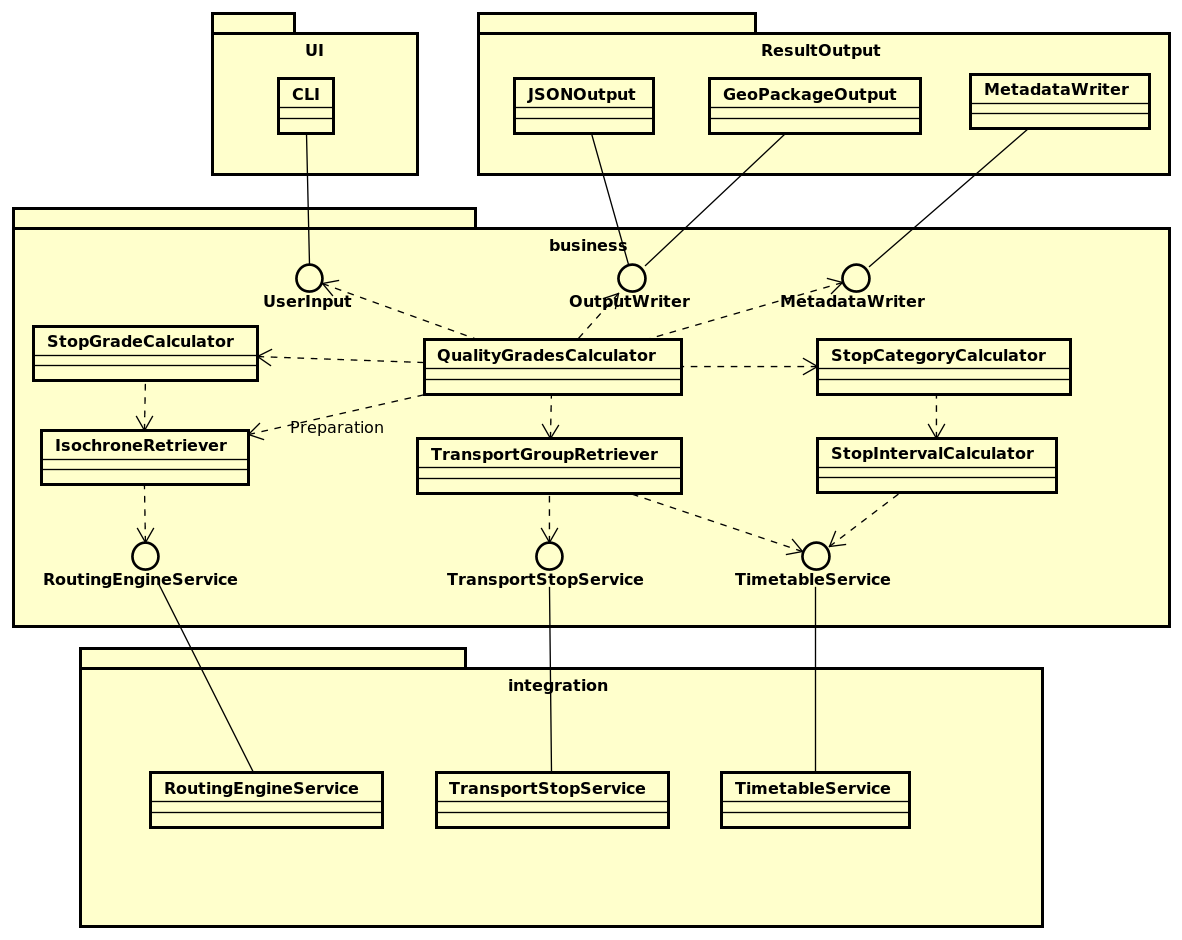 UI
ResultOutput
CLI
JSONOutput
GeoPackageOutput
MetadataWriter
business
UserInput
OutputWriter
MetadataWriter
StopGradeCalculator
QualityGradesCalculator
StopCategoryCalculator
Preparation
IsochroneRetriever
TransportGroupRetriever
StopIntervalCalculator
RoutingEngineService
TransportStopService
TimetableService
integration
RoutingEngineService
TransportStopService
TimetableService